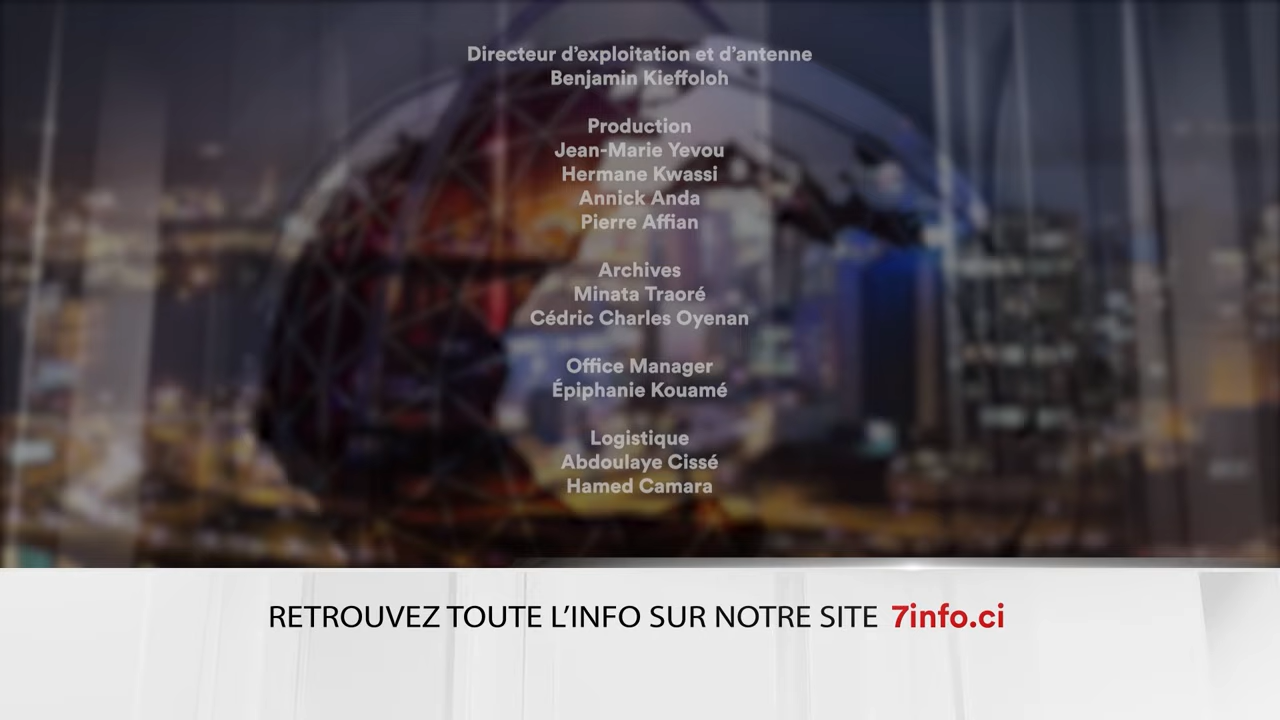 Directeur d’exploitation et d’antenne
Benjamin Kieffoloh
Production
Jean-Marie Yevou
Hermane Kwassi
Annick Anda
Pierre Affian
Archives
Minata Traoré
Cédric Charles Oyenan
Office Manager
Épiphanie Kouamé
Logistique
Abdoulaye Cissé
Hamed Camara
RETROUVEZ TOUTE L’INFO SUR NOTRE SITE 7info.ci